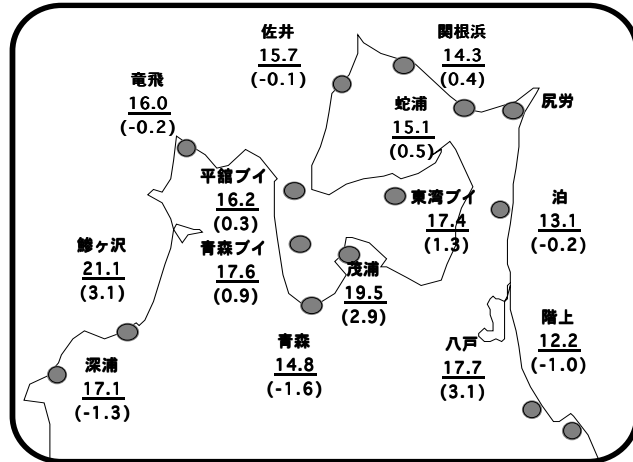 佐井
15.7
(-0.1)
関根浜
14.3
(0.4)
竜飛
16.0
(-0.2)
蛇浦
15.1
(0.5)
尻労
平舘ブイ
16.2
(0.3)
東湾ブイ
17.4
(1.3)
泊
13.1
(-0.2)
鰺ヶ沢
21.1
(3.1)
青森ブイ
17.6
(0.9)
茂浦
19.5
(2.9)
青森
14.8
(-1.6)
八戸
17.7
(3.1)
階上
12.2
(-1.0)
深浦
17.1
(-1.3)